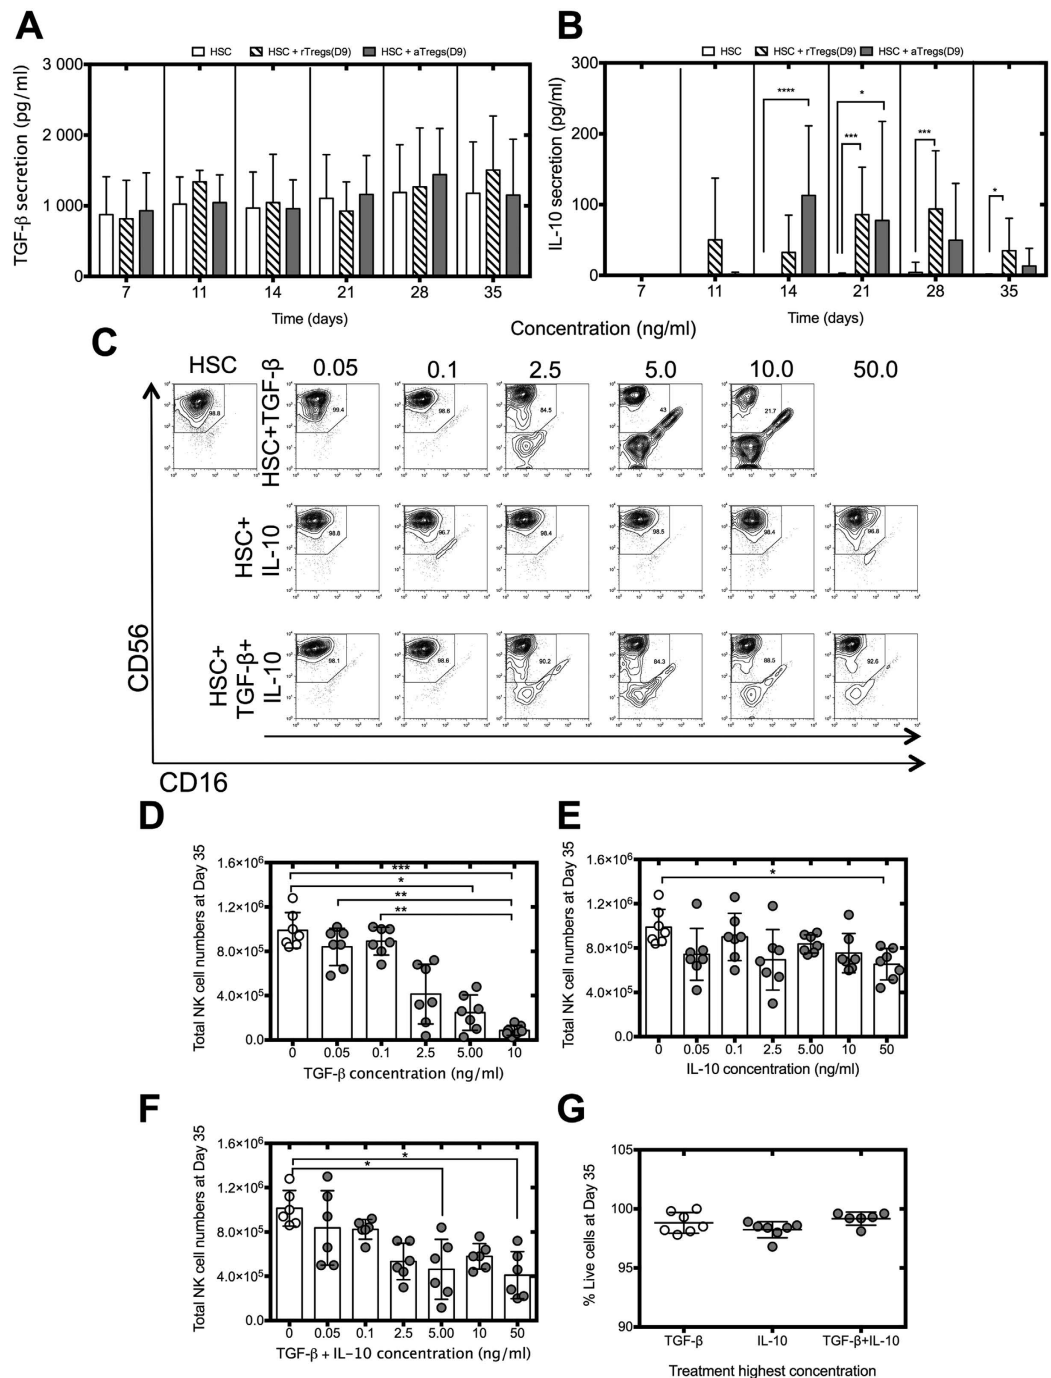 A
B
HSC HSC + rTregs(D9) HSC + aTregs(D9)
HSC HSC + rTregs(D9) HSC + aTregs(D9)
TGF-β secretion (pg/ml)
3 000
2 000
1 000
0
7 11 14 21 28 35
Time (days)
IL-10 secretion (pg/ml)
300
200
100
0
**** * *** *** *
7 11 14 21 28 35
Time (days)
Concentration (ng/ml)
C
HSC
0.05 0.1 2.5 5.0 10.0 50.0
HSC+TGF-β
98.8 99.4 98.6 84.5 43 21.7
HSC+
IL-10
98.8 96.7 98.4 98.5 98.4 96.8
HSC+
TGF-β+
IL-10
98.1 98.6 90.2 84.3 88.5 92.6
CD56
CD16
D
Total NK cell numbers at Day 35
1.6×10⁶
1.2×10⁶
8.0×10⁵
4.0×10⁵
0.0
***
*
**
**
0 0.05 0.1 2.5 5.00 10
TGF-β concentration (ng/ml)
E
Total NK cell numbers at Day 35
1.6×10⁶
1.2×10⁶
8.0×10⁵
4.0×10⁵
0.0
*
0 0.05 0.1 2.5 5.00 10 50
IL-10 concentration (ng/ml)
F
Total NK cell numbers at Day 35
1.6×10⁶
1.2×10⁶
8.0×10⁵
4.0×10⁵
0.0
*
*
0 0.05 0.1 2.5 5.00 10 50
TGF-β + IL-10 concentration (ng/ml)
G
% Live cells at Day 35
105
100
95
90
TGF-β IL-10 TGF-β+IL-10
Treatment highest concentration